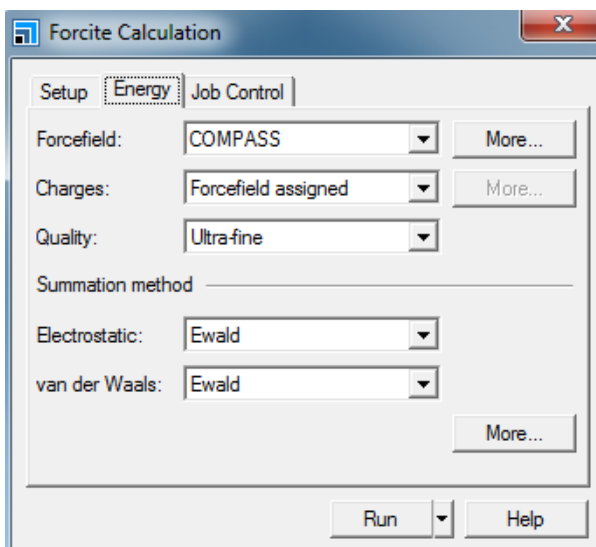 Forcite Calculation
Setup Energy Job Control
Forcefield: COMPASS More...
Charges: Forcefield assigned More...
Quality: Ultra-fine
Summation method
Electrostatic: Ewald
van der Waals: Ewald
More...
Run Help